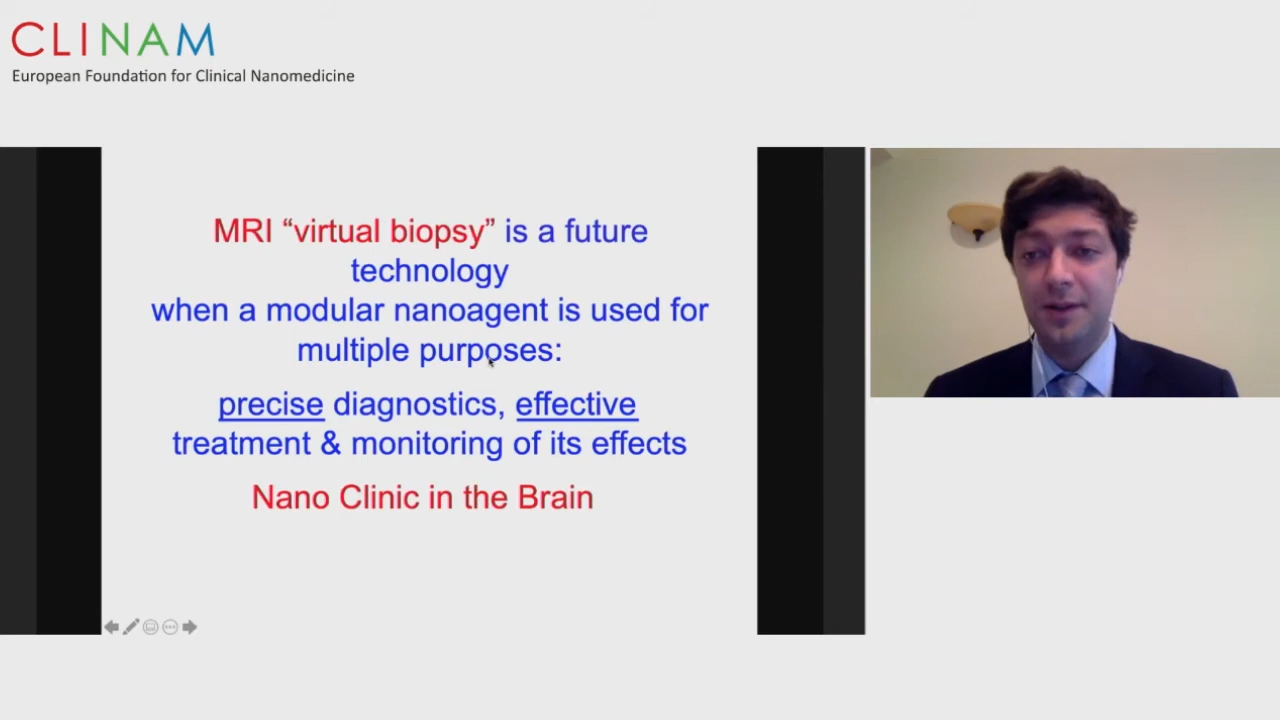 CLINAM
European Foundation for Clinical Nanomedicine
MRI “virtual biopsy” is a future
technology
when a modular nanoagent is used for
multiple purposes:
precise diagnostics, effective
treatment & monitoring of its effects
Nano Clinic in the Brain